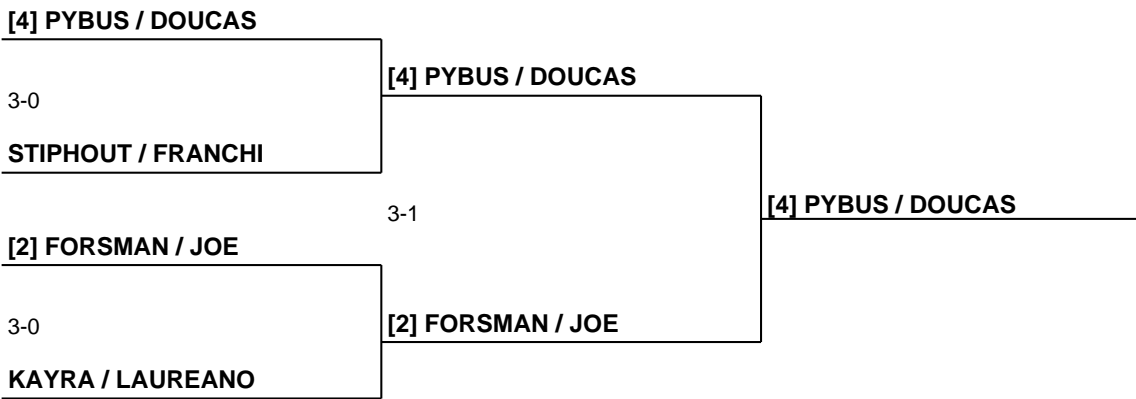 [4] PYBUS / DOUCAS
3-0
STIPHOUT / FRANCHI
[4] PYBUS / DOUCAS
[2] FORSMAN / JOE
3-0
KAYRA / LAUREANO
3-1
[2] FORSMAN / JOE
[4] PYBUS / DOUCAS